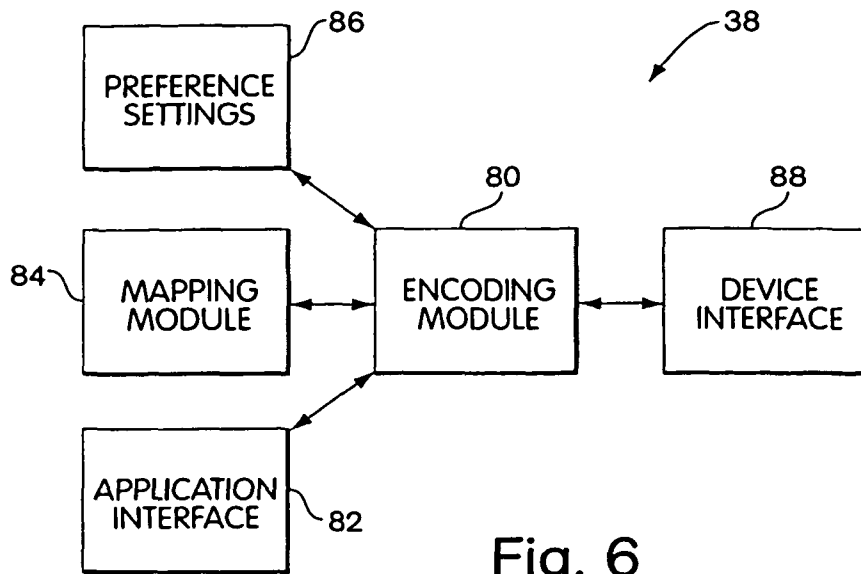 86
38
PREFERENCE
SETTINGS
80
88
84
MAPPING
MODULE
ENCODING
MODULE
DEVICE
INTERFACE
APPLICATION
INTERFACE
82
Fig. 6